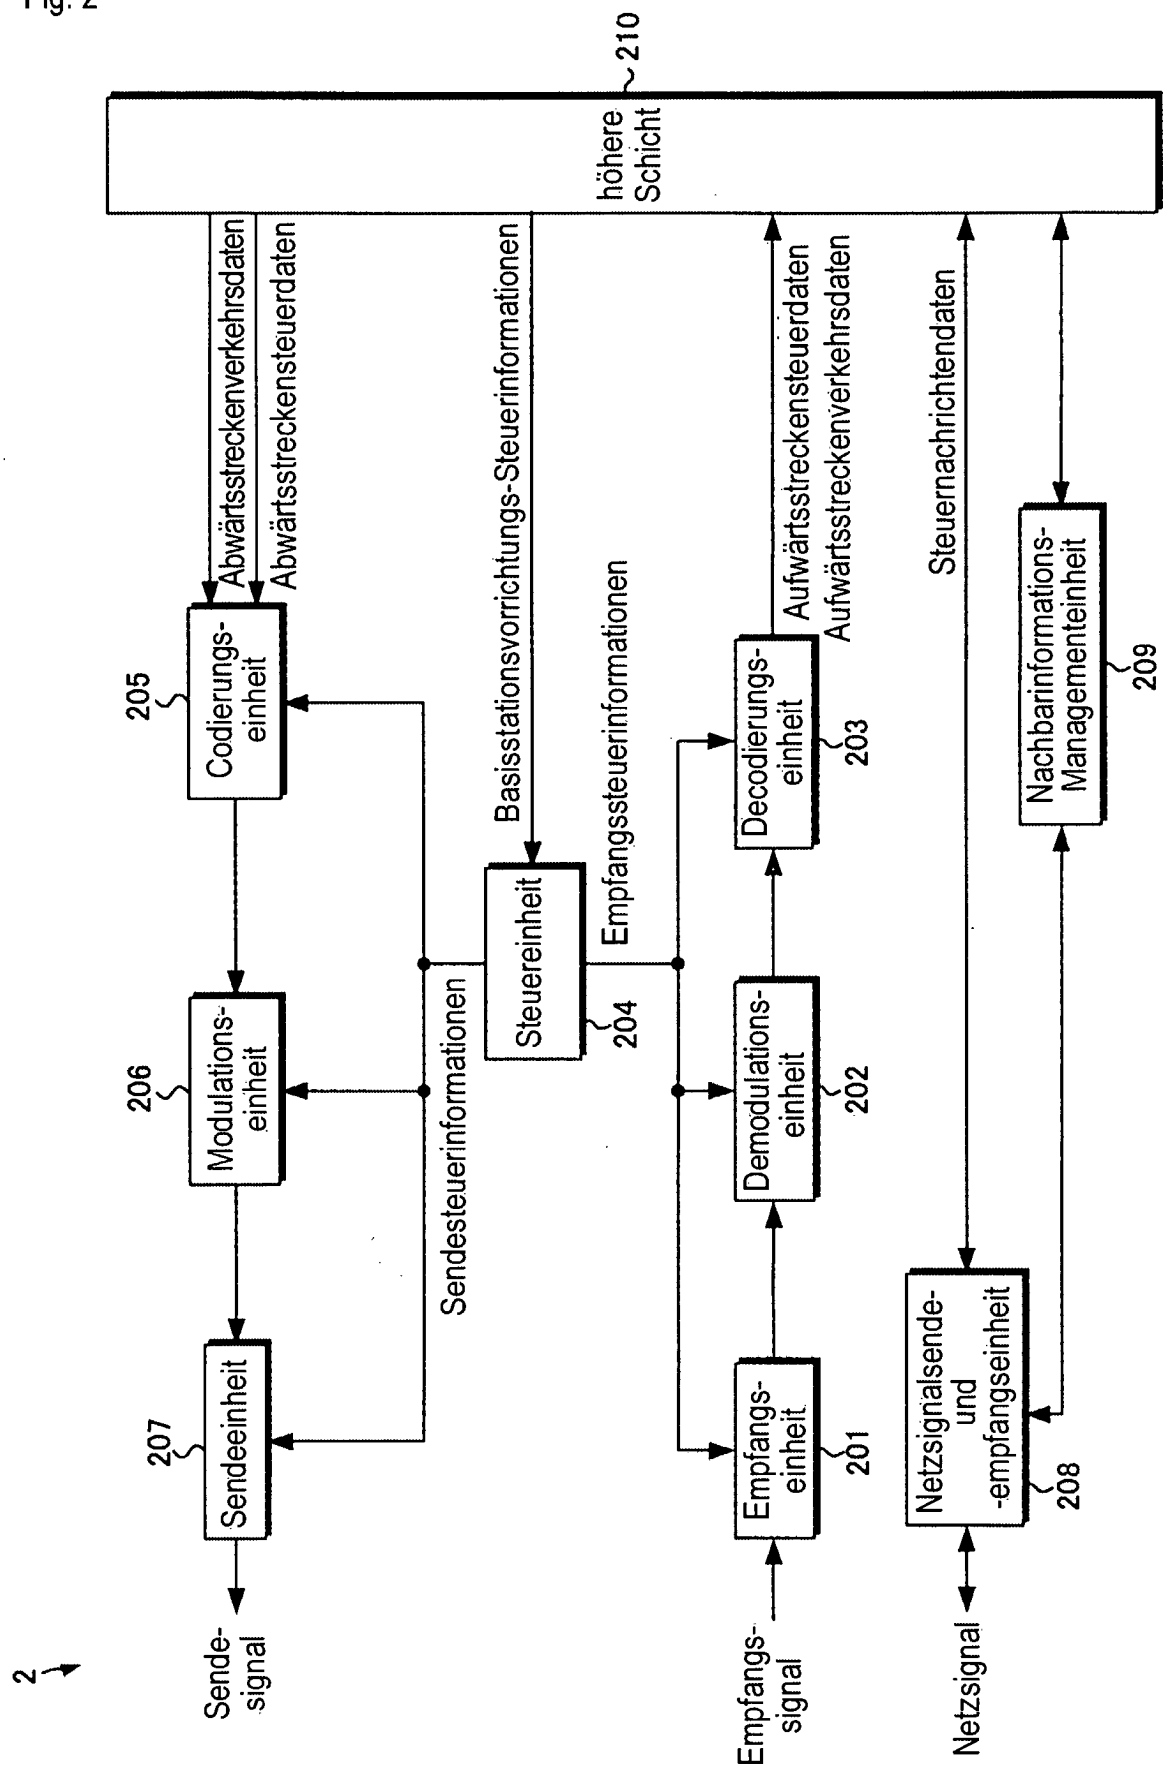 Fig. 2
2
Sende-
signal
207
Sendeeinheit
206
Modulations-
einheit
205
Codierungs-
einheit
Abwärtsstreckenverkehrsdaten
Abwärtsstreckensteuerdaten
210
höhere
Schicht
Sendesteuerinformationen
Steuereinheit
204
Basisstationsvorrichtungs-Steuerinformationen
Empfangssteuerinformationen
Empfangs-
signal
Empfangs-
einheit
201
Demodulations-
einheit
202
Decodierungs-
einheit
203
Aufwärtsstreckensteuerdaten
Aufwärtsstreckenverkehrsdaten
Netzsignal
Netzsignalsende-
und
-empfangseinheit
208
Steuernachrichtendaten
Nachbarinformations-
Managementeinheit
209